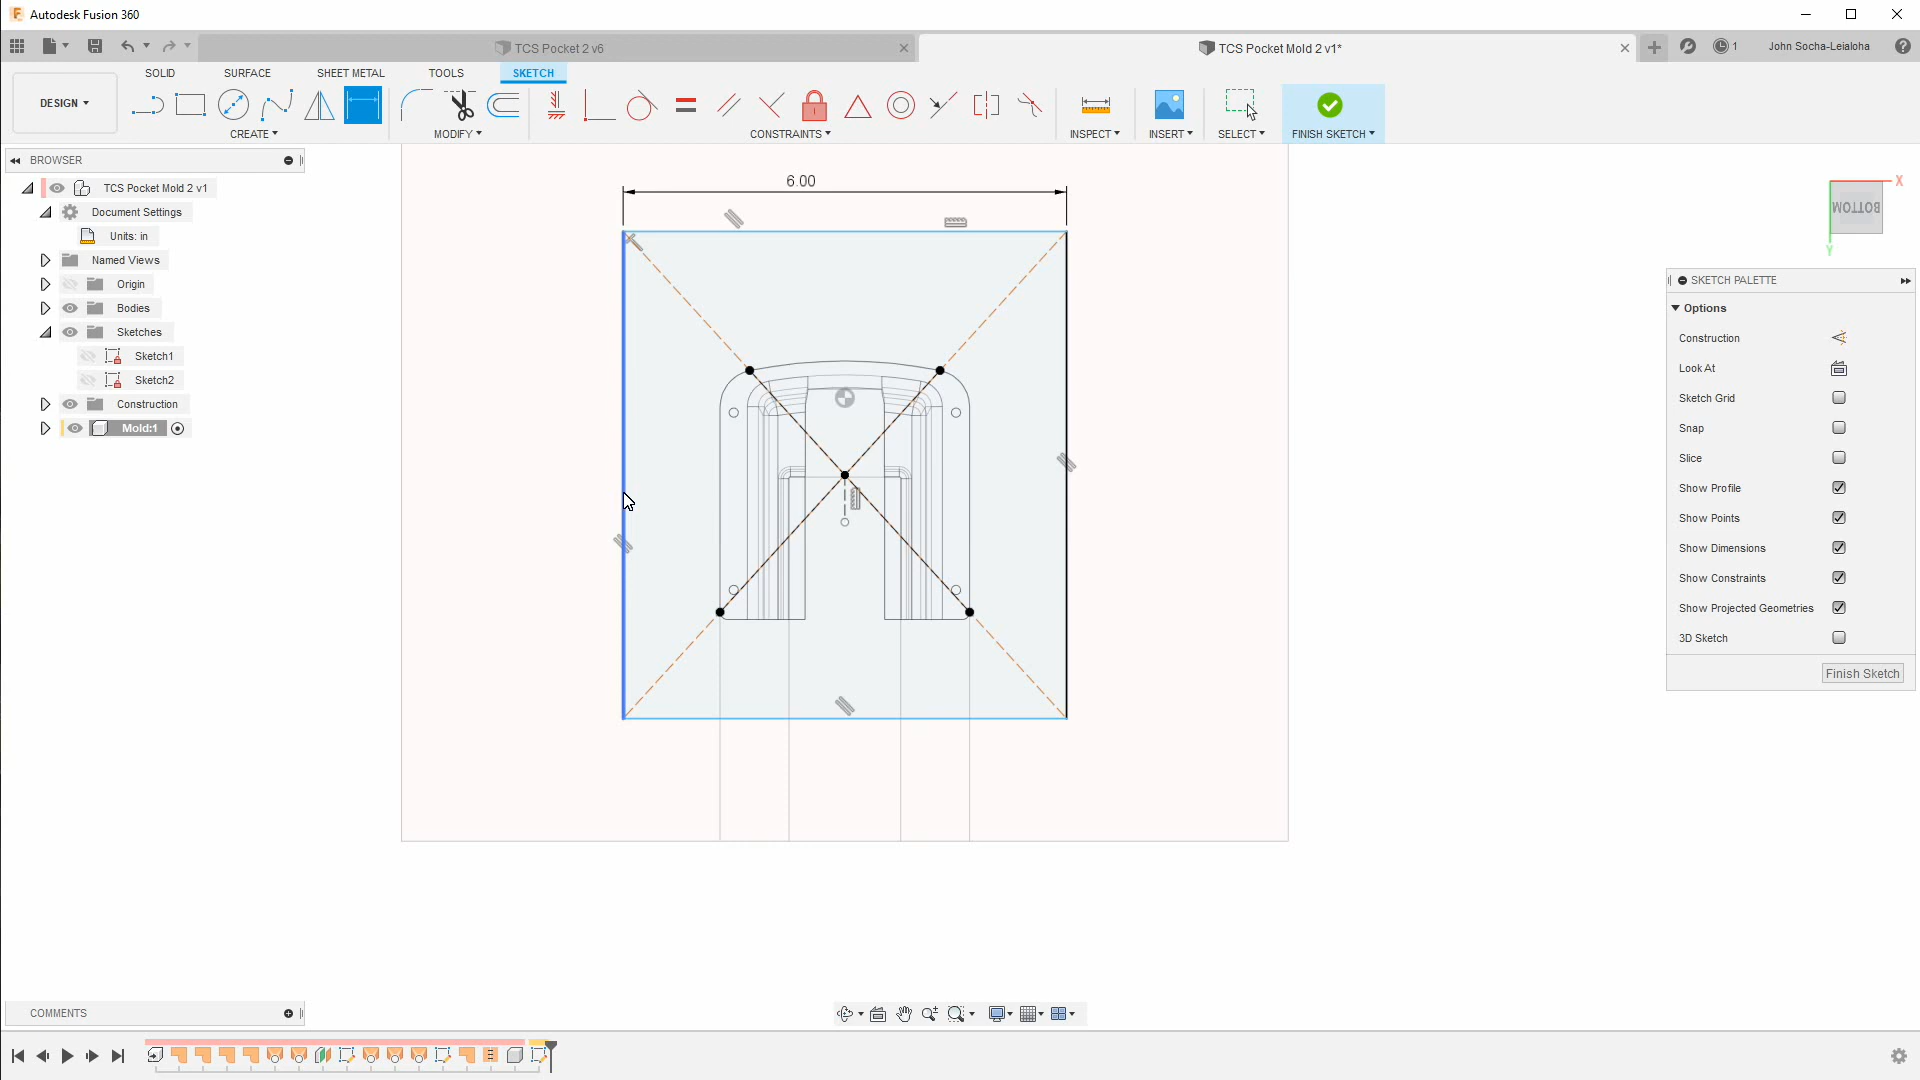 Autodesk Fusion 360
TCS Pocket 2 v6
TCS Pocket Mold 2 v1*
1
John Socha-Leialoha
SOLID
SURFACE
SHEET METAL
TOOLS
SKETCH
DESIGN
CREATE
MODIFY
CONSTRAINTS
INSPECT
INSERT
SELECT
FINISH SKETCH
BROWSER
TCS Pocket Mold 2 v1
Document Settings
Units: in
Named Views
Origin
Bodies
Sketches
Sketch1
Sketch2
Construction
Mold:1
6.00
X
BOTTOM
Y
SKETCH PALETTE
Options
Construction
Look At
Sketch Grid
Snap
Slice
Show Profile
Show Points
Show Dimensions
Show Constraints
Show Projected Geometries
3D Sketch
Finish Sketch
COMMENTS